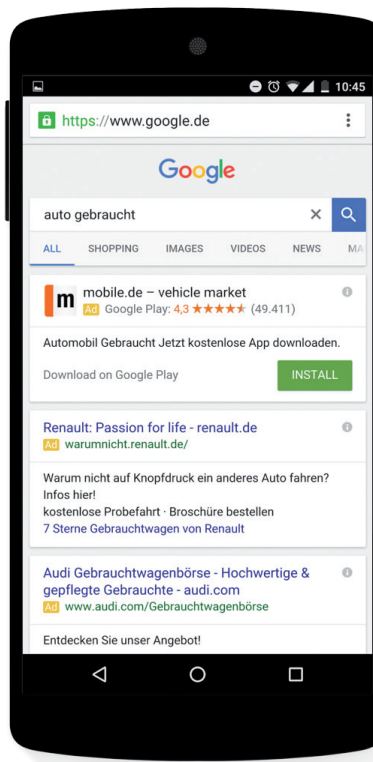 10:45
https://www.google.de
Google
auto gebraucht
ALL SHOPPING IMAGES VIDEOS NEWS MA
m mobile.de – vehicle market
Ad Google Play: 4,3 ★★★★★ (49.411)
Automobil Gebraucht Jetzt kostenlose App downloaden.
Download on Google Play INSTALL
Renault: Passion for life - renault.de
Ad warumnicht.renault.de/
Warum nicht auf Knopfdruck ein anderes Auto fahren?
Infos hier!
kostenlose Probefahrt · Broschüre bestellen
7 Sterne Gebrauchtwagen von Renault
Audi Gebrauchtwagenbörse - Hochwertige &
gepflegte Gebrauchte - audi.com
Ad www.audi.com/Gebrauchtwagenbörse
Entdecken Sie unser Angebot!